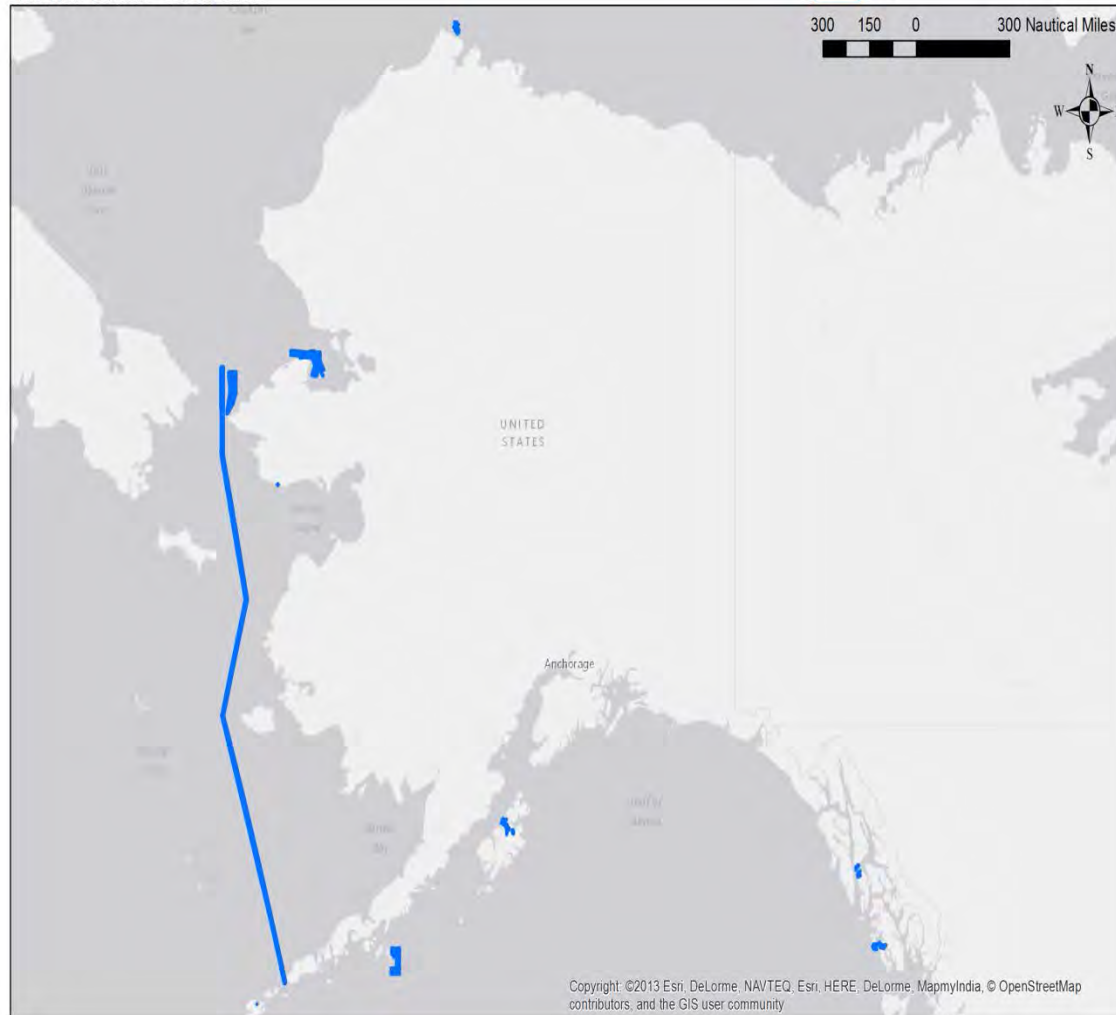 300 150 0 300 Nautical Miles
N
W
S
UNITED
STATES
Anchorage
Copyright: ©2013 Esri, DeLorme, NAVTEQ, Esri, HERE, DeLorme, MapmyIndia, © OpenStreetMap
contributors, and the GIS user community